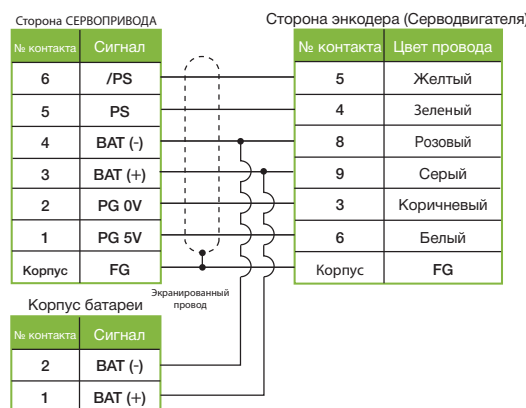 Сторона СЕРВОПРИВОДА
№ контакта Сигнал
6 /PS
5 PS
4 BAT (-)
3 BAT (+)
2 PG 0V
1 PG 5V
Корпус FG
Экранированный
провод
Сторона энкодера (Серводвигателя)
№ контакта Цвет провода
5 Желтый
4 Зеленый
8 Розовый
9 Серый
3 Коричневый
6 Белый
Корпус FG
Корпус батареи
№ контакта Сигнал
2 BAT (-)
1 BAT (+)